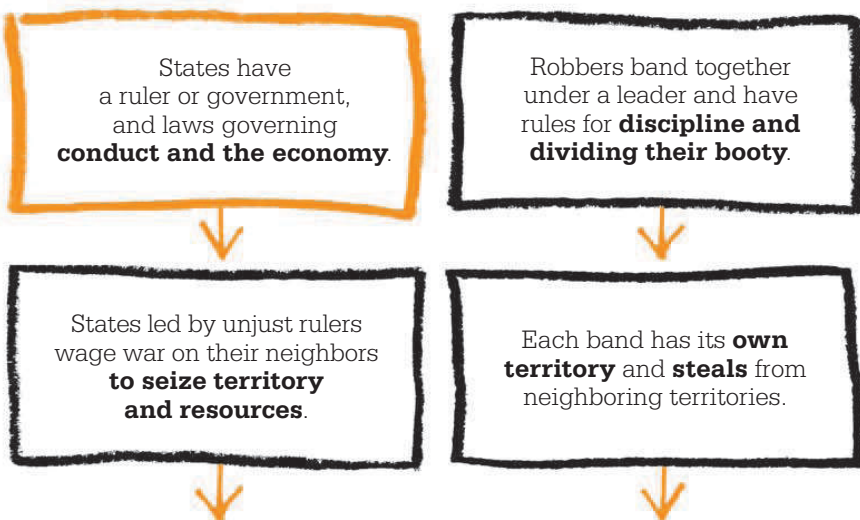 States have
a ruler or government,
and laws governing
conduct and the economy.
Robbers band together
under a leader and have
rules for discipline and
dividing their booty.
States led by unjust rulers
wage war on their neighbors
to seize territory
and resources.
Each band has its own
territory and steals from
neighboring territories.